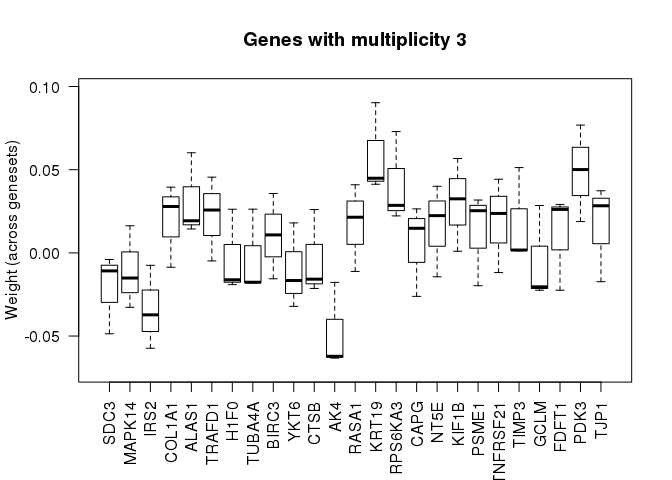 Genes with multiplicity 3
Weight (across genesets)
0.10
0.05
0.00
-0.05
SDC3
MAPK14
IRS2
COL1A1
ALAS1
TRAFD1
H1F0
TUBA4A
BIRC3
YKT6
CTSB
AK4
RASA1
KRT19
RPS6KA3
CAPG
NT5E
KIF1B
PSME1
TNFRSF21
TIMP3
GCLM
FDFT1
PDK3
TJP1